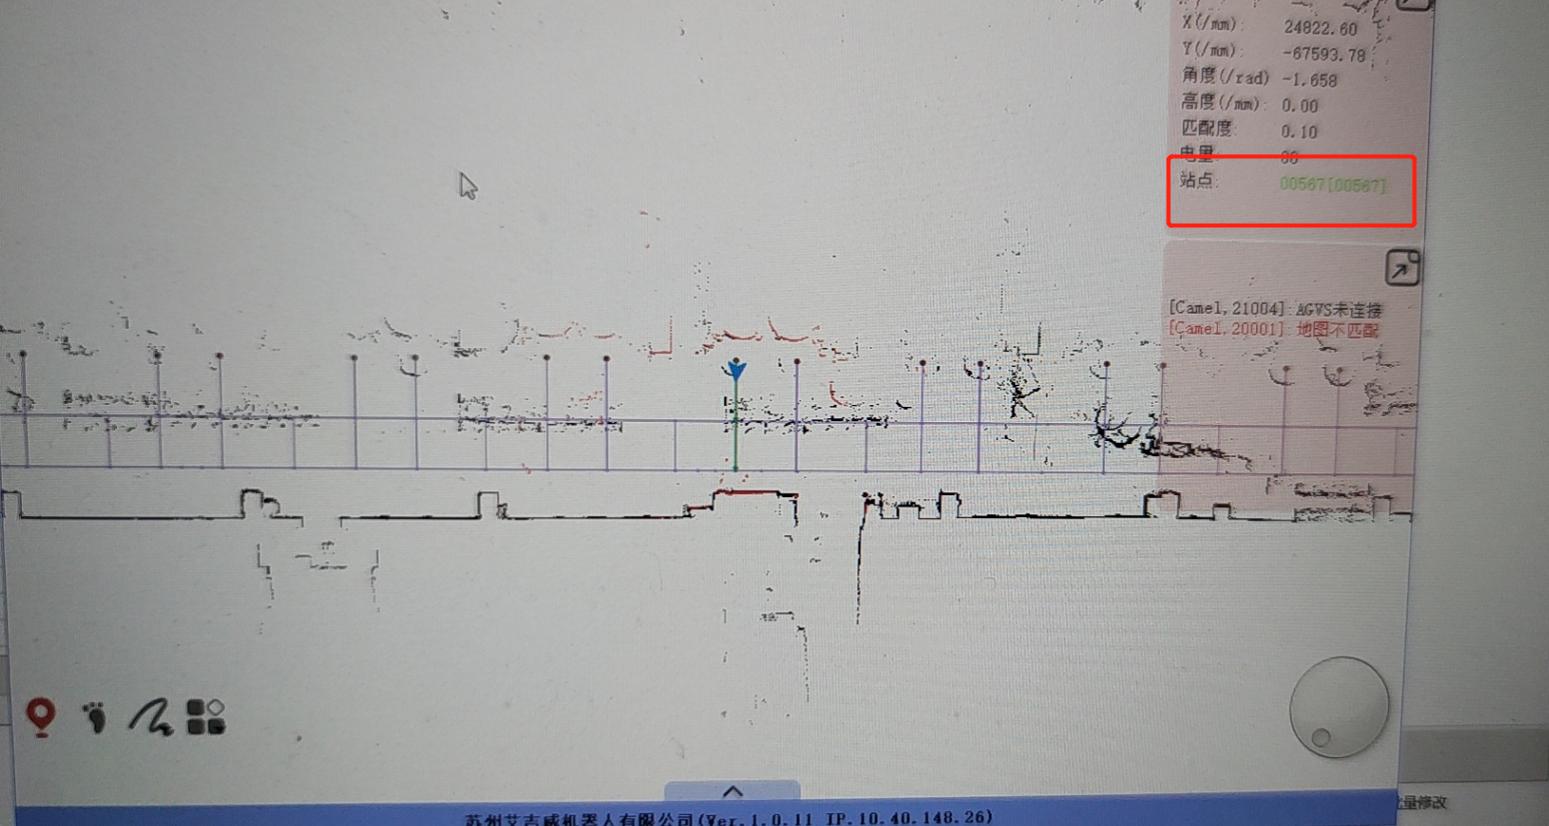 X(/mm): 24822.60
Y(/mm): -67593.78
角度(/rad) -1.658
高度(/mm): 0.00
匹配度: 0.10
电量:
站点: 00567[00567]
[Camel,21004]:AGVS未连接
[Camel,20001]:地图不匹配
苏州艾吉威机器人有限公司(Ver.1.0.11 IP.10.40.148.26)
量修改